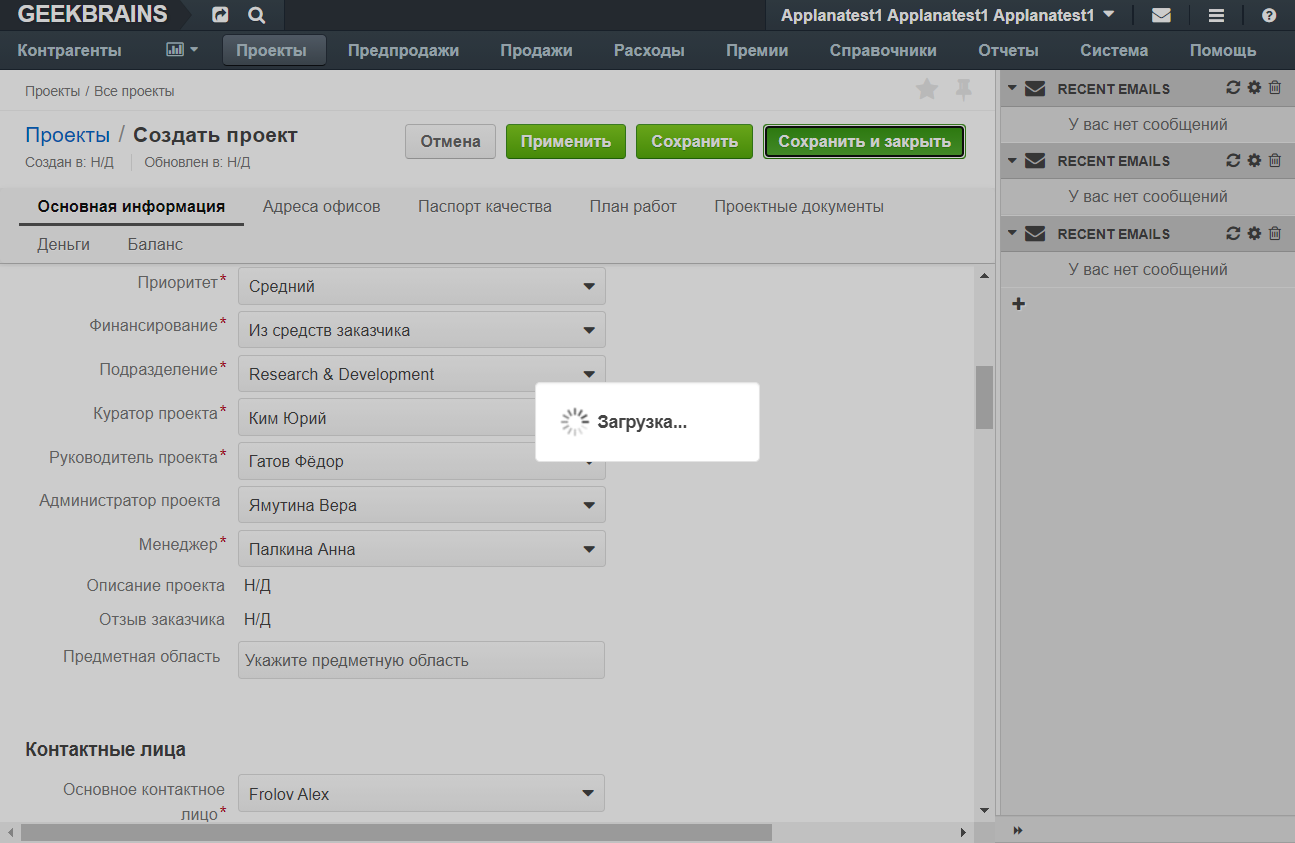 GEEKBRAINS
Applanatest1 Applanatest1 Applanatest1
Контрагенты Проекты Предпродажи Продажи Расходы Премии Справочники Отчеты Система Помощь
Проекты / Все проекты
Проекты / Создать проект
Создан в: Н/Д Обновлен в: Н/Д
Отмена Применить Сохранить Сохранить и закрыть
Основная информация Адреса офисов Паспорт качества План работ Проектные документы
Деньги Баланс
Приоритет* Средний
Финансирование* Из средств заказчика
Подразделение* Research & Development
Куратор проекта* Ким Юрий
Руководитель проекта* Гатов Фёдор
Администратор проекта Ямутина Вера
Менеджер* Палкина Анна
Описание проекта Н/Д
Отзыв заказчика Н/Д
Предметная область Укажите предметную область
Контактные лица
Основное контактное лицо* Frolov Alex
Загрузка...
RECENT EMAILS
У вас нет сообщений
RECENT EMAILS
У вас нет сообщений
RECENT EMAILS
У вас нет сообщений